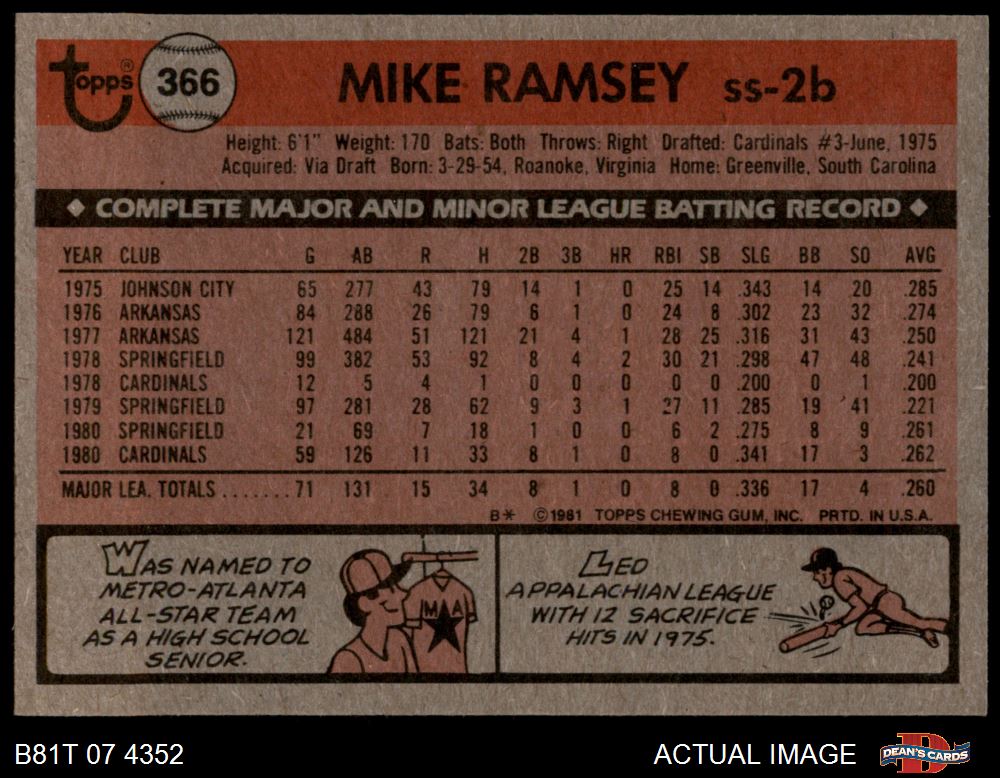 topps® 366 MIKE RAMSEY ss-2b
Height: 6'1" Weight: 170 Bats: Both Throws: Right Drafted: Cardinals #3-June, 1975
Acquired: Via Draft Born: 3-29-54, Roanoke, Virginia Home: Greenville, South Carolina
◆ COMPLETE MAJOR AND MINOR LEAGUE BATTING RECORD ◆
YEAR CLUB G AB R H 2B 3B HR RBI SB SLG BB SO AVG
1975 JOHNSON CITY 65 277 43 79 14 1 0 25 14 .343 14 20 .285
1976 ARKANSAS 84 288 26 79 6 1 0 24 8 .302 23 32 .274
1977 ARKANSAS 121 484 51 121 21 4 1 28 25 .316 31 43 .250
1978 SPRINGFIELD 99 382 53 92 8 4 2 30 21 .298 47 48 .241
1978 CARDINALS 12 5 4 1 0 0 0 0 0 .200 0 1 .200
1979 SPRINGFIELD 97 281 28 62 9 3 1 27 11 .285 19 41 .221
1980 SPRINGFIELD 21 69 7 18 1 0 0 6 2 .275 8 9 .261
1980 CARDINALS 59 126 11 33 8 1 0 8 0 .341 17 3 .262
MAJOR LEA. TOTALS.......71 131 15 34 8 1 0 8 0 .336 17 4 .260
B* ©1981 TOPPS CHEWING GUM, INC. PRTD. IN U.S.A.
WAS NAMED TO
METRO-ATLANTA
ALL-STAR TEAM
AS A HIGH SCHOOL
SENIOR.
MAA
LED
APPALACHIAN LEAGUE
WITH 12 SACRIFICE
HITS IN 1975.
B81T 07 4352 ACTUAL IMAGE DEAN'S CARDS